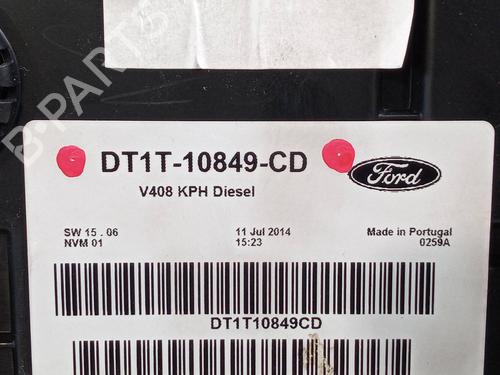 B-PARTS
DT1T-10849-CD
Ford
V408 KPH Diesel
SW 15 . 06
11 Jul 2014
Made in Portugal
NVM 01
15:23
0259A
DT1T10849CD